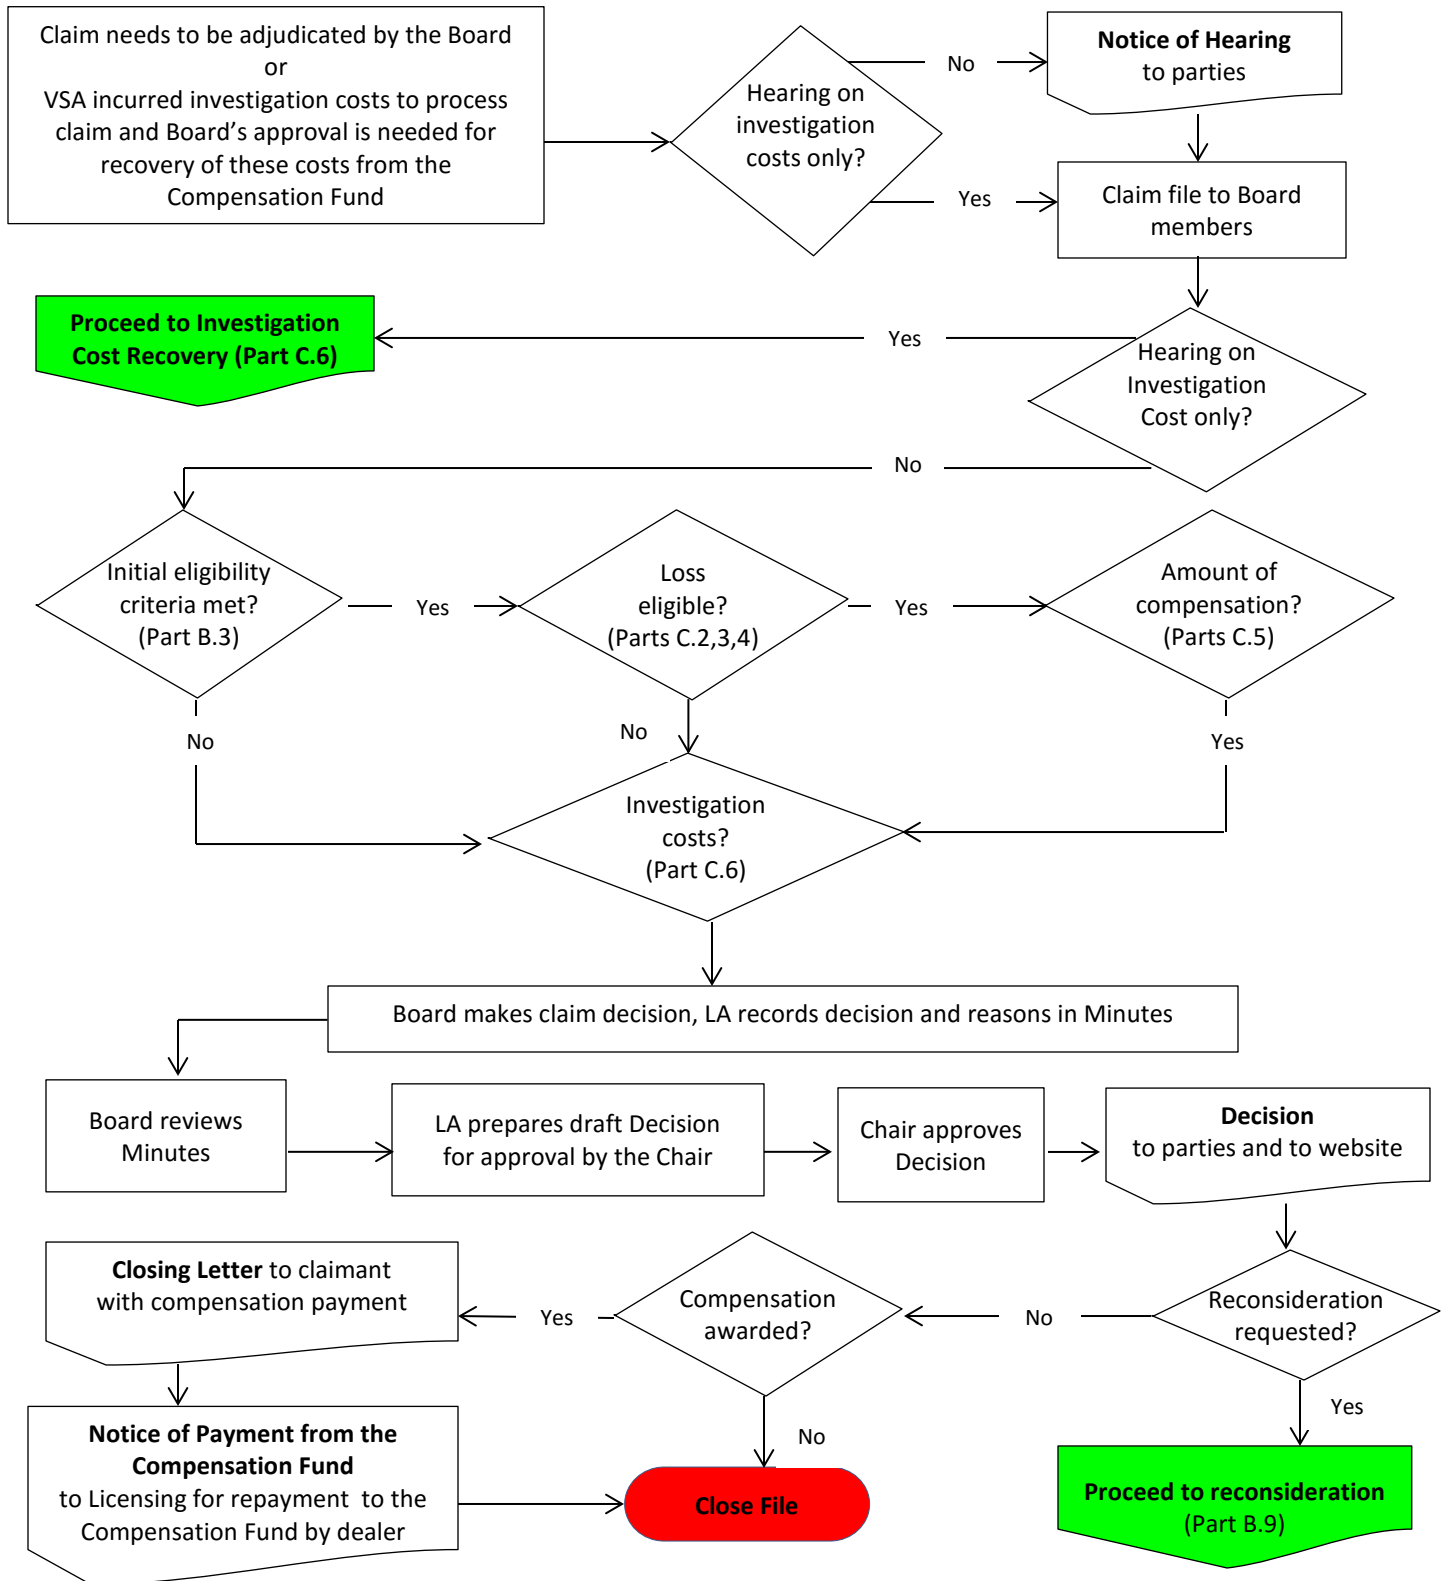 Claim needs to be adjudicated by the Board
or
VSA incurred investigation costs to process
claim and Board's approval is needed for
recovery of these costs from the
Compensation Fund
Hearing on
investigation
costs only?
No
Notice of Hearing
to parties
Yes
Claim file to Board
members
Proceed to Investigation
Cost Recovery (Part C.6)
Yes
Hearing on
Investigation
Cost only?
No
Initial eligibility
criteria met?
(Part B.3)
Yes
Loss
eligible?
(Parts C.2,3,4)
Yes
Amount of
compensation?
(Parts C.5)
No
No
Yes
Investigation
costs?
(Part C.6)
Board makes claim decision, LA records decision and reasons in Minutes
Board reviews
Minutes
LA prepares draft Decision
for approval by the Chair
Chair approves
Decision
Decision
to parties and to website
Closing Letter to claimant
with compensation payment
Yes
Compensation
awarded?
No
Reconsideration
requested?
Yes
No
Notice of Payment from the
Compensation Fund
to Licensing for repayment to the
Compensation Fund by dealer
Close File
Proceed to reconsideration
(Part B.9)